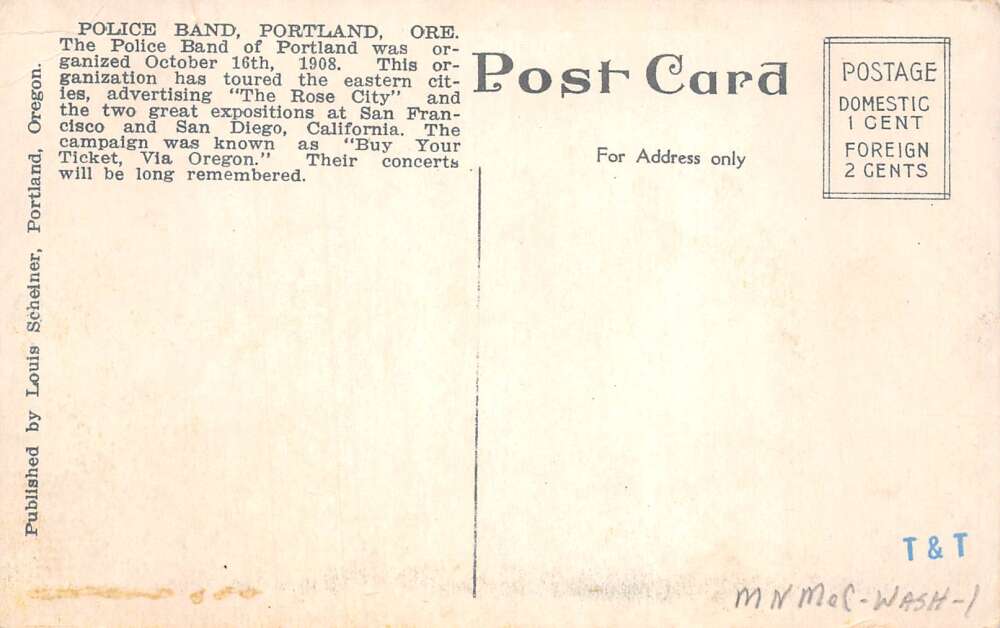 POLICE BAND, PORTLAND, ORE.
The Police Band of Portland was or-
ganized October 16th, 1908. This or-
ganization has toured the eastern cit-
ies, advertising "The Rose City" and
the two great expositions at San Fran-
cisco and San Diego, California. The
campaign was known as "Buy Your
Ticket, Via Oregon." Their concerts
will be long remembered.
Published by Louis Scheiner, Portland, Oregon.
Post Card
For Address only
POSTAGE
DOMESTIC
1 CENT
FOREIGN
2 CENTS
T & T
WASH-1